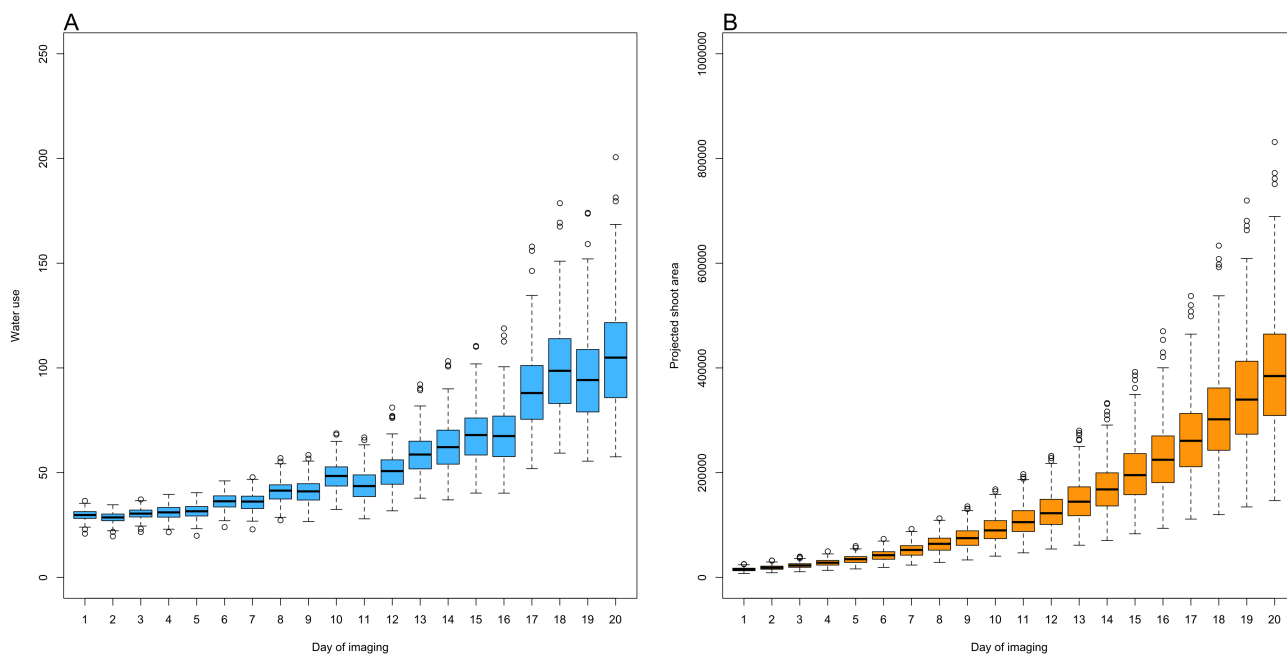 A
250
200
150
100
50
0
Water use
1 2 3 4 5 6 7 8 9 10 11 12 13 14 15 16 17 18 19 20
Day of imaging
B
1000000
800000
600000
400000
200000
0
Projected shoot area
1 2 3 4 5 6 7 8 9 10 11 12 13 14 15 16 17 18 19 20
Day of imaging